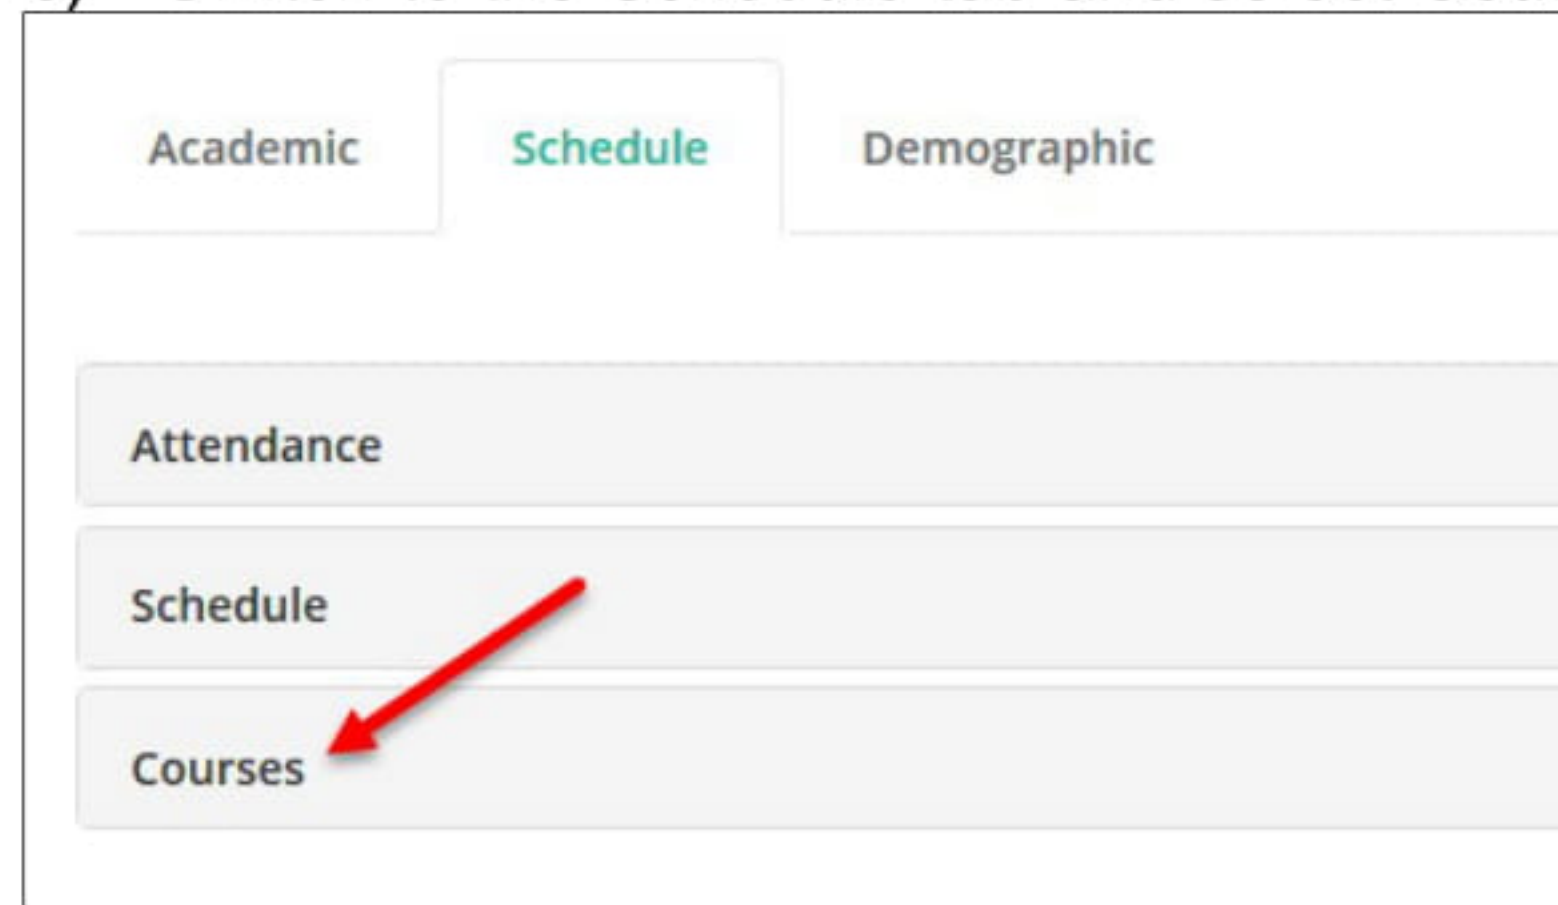 Academic Schedule Demographic
Attendance
Schedule
Courses